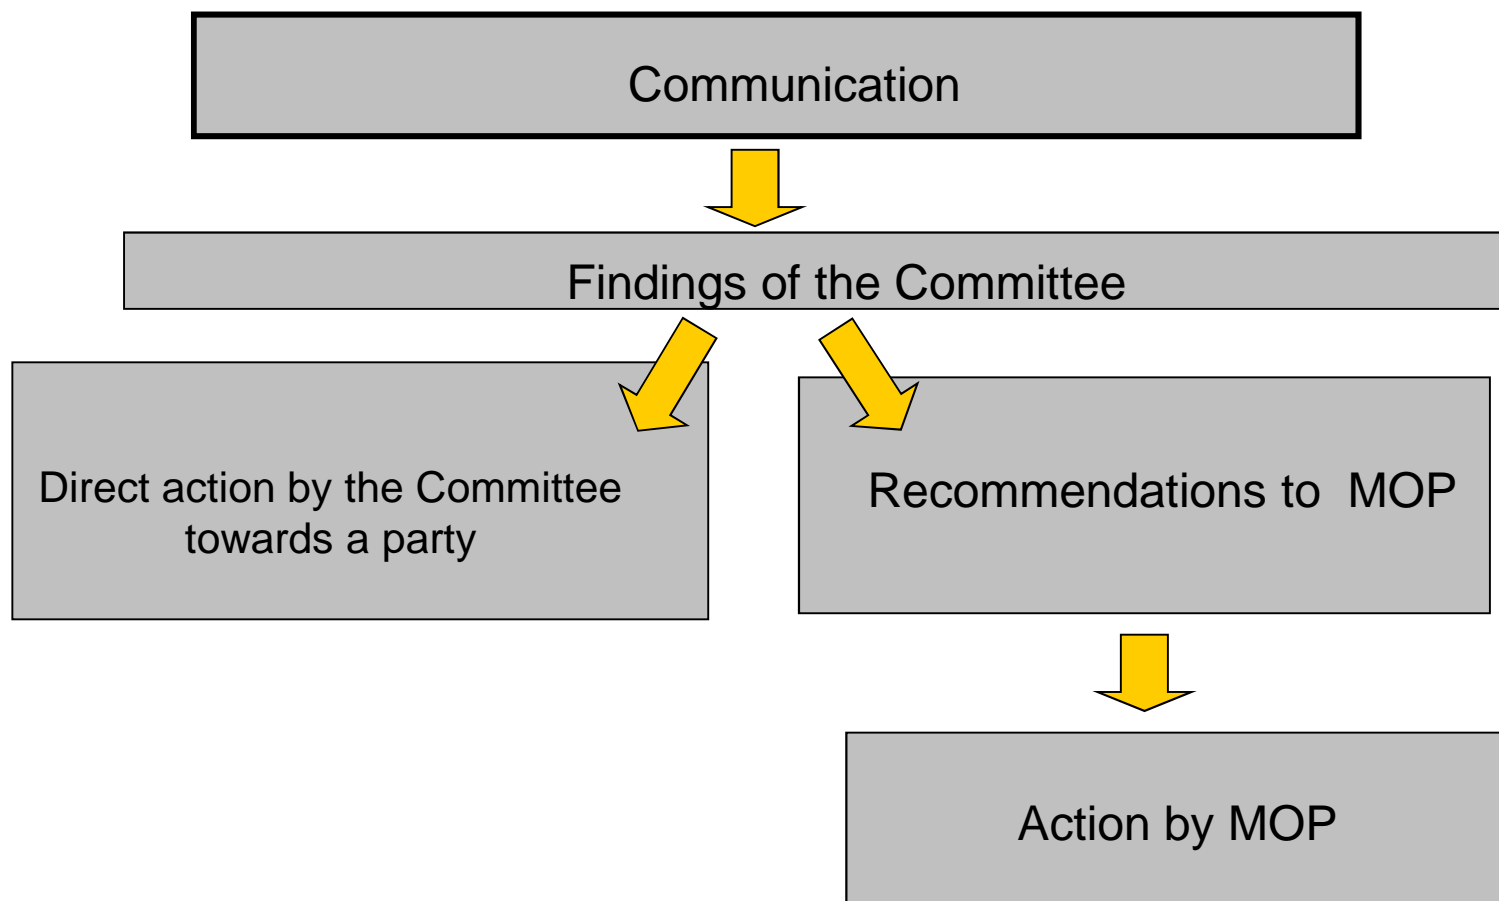 Communication
Findings of the Committee
Direct action by the Committee
towards a party
Recommendations to  MOP
Action by MOP